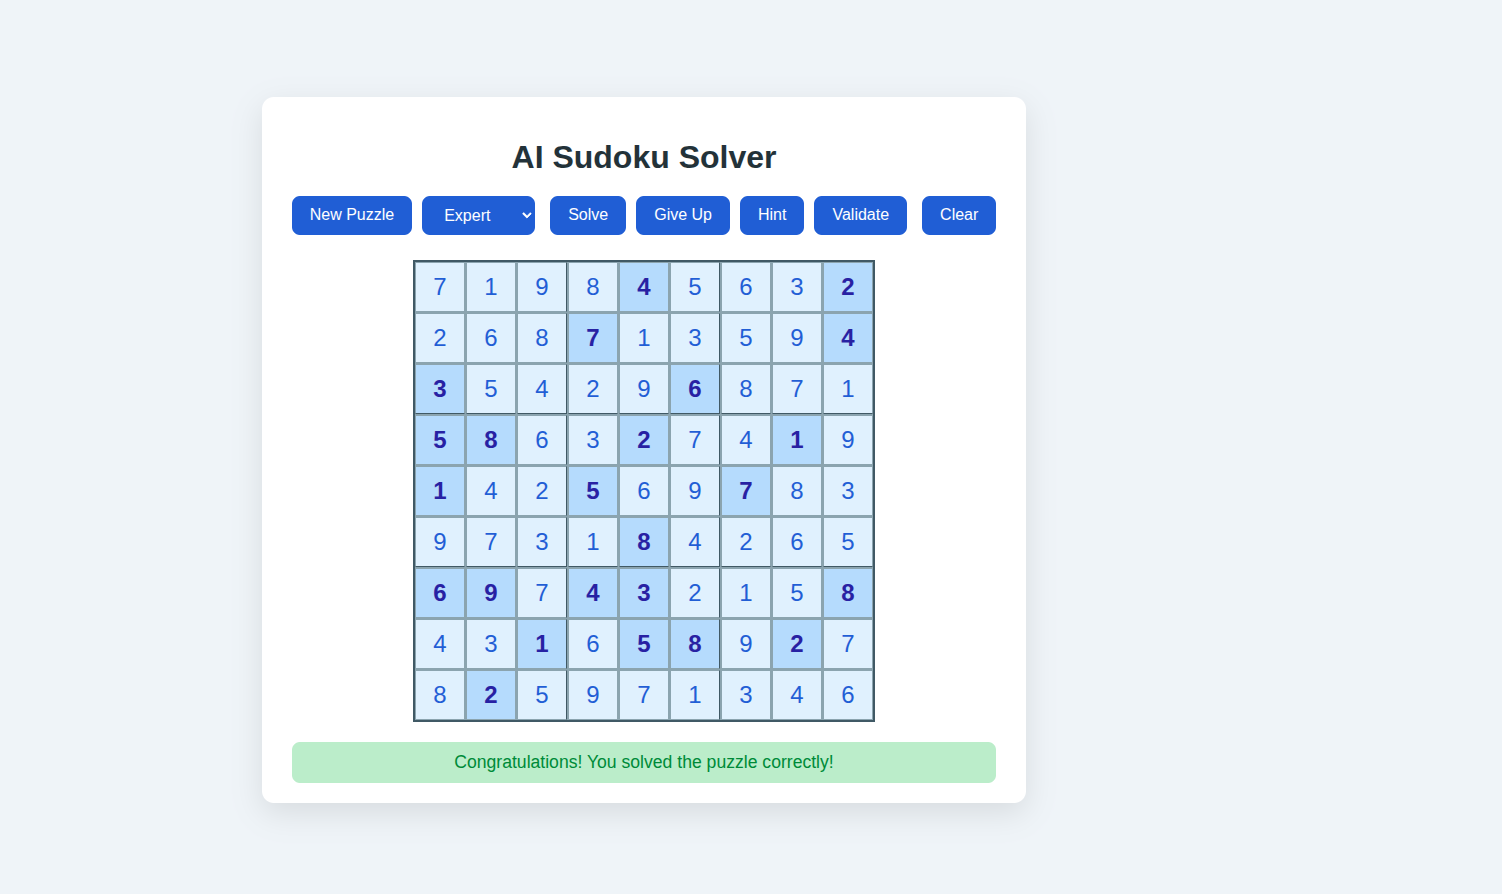 AI Sudoku Solver
New Puzzle Expert Solve Give Up Hint Validate Clear
7 1 9 8 4 5 6 3 2
2 6 8 7 1 3 5 9 4
3 5 4 2 9 6 8 7 1
5 8 6 3 2 7 4 1 9
1 4 2 5 6 9 7 8 3
9 7 3 1 8 4 2 6 5
6 9 7 4 3 2 1 5 8
4 3 1 6 5 8 9 2 7
8 2 5 9 7 1 3 4 6
Congratulations! You solved the puzzle correctly!